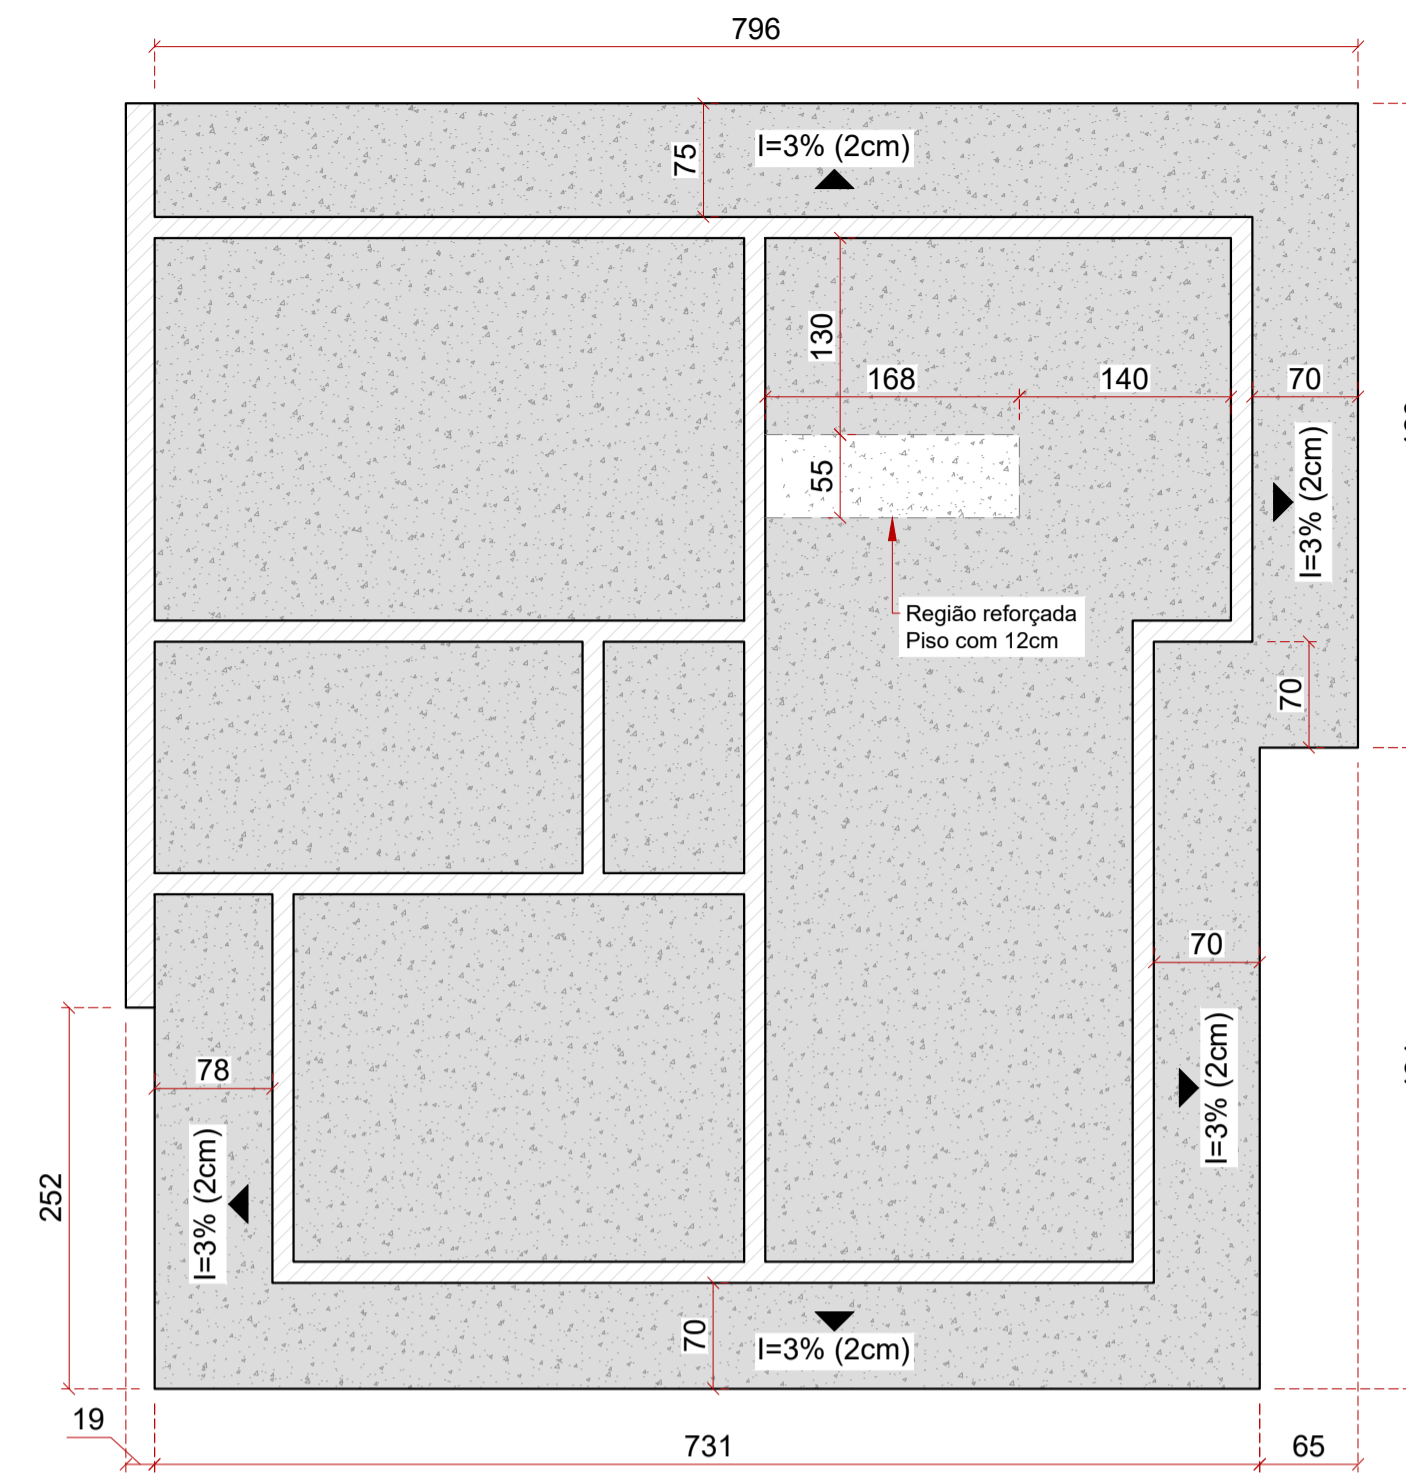 796
75
I=3% (2cm)
130
168
140
70
55
I=3% (2cm)
Região reforçada
Piso com 12cm
70
70
I=3% (2cm)
78
I=3% (2cm)
252
70
I=3% (2cm)
19
731
65